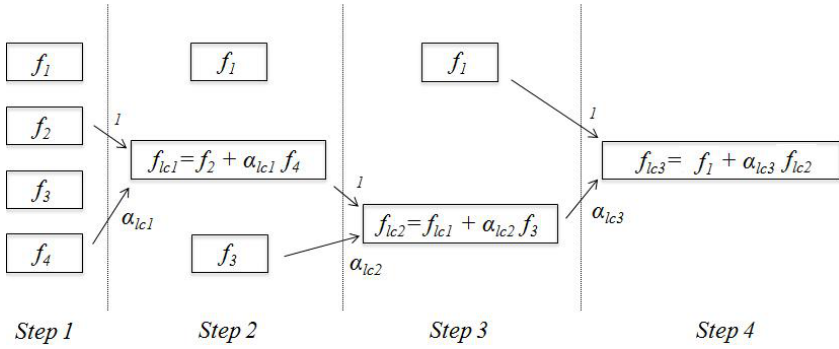 f1
f1
f1
f2
1
1
flc1=f2 + αlc1 f4
flc3= f1 + αlc3 flc2
f3
1
αlc1
flc2=flc1 + αlc2 f3
αlc3
f4
f3
αlc2
Step 1
Step 2
Step 3
Step 4